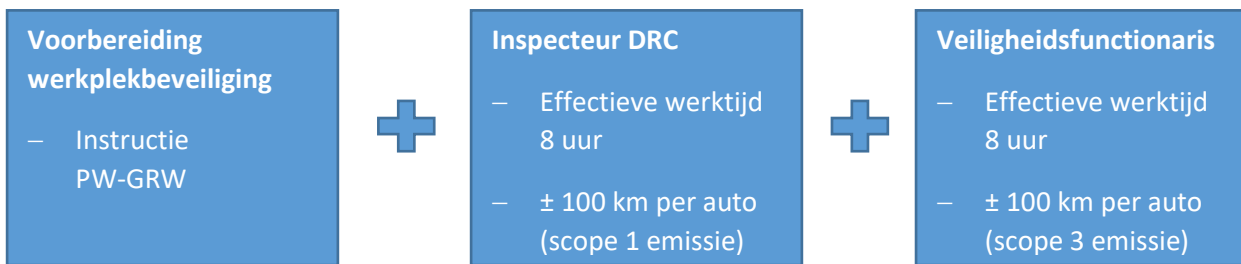 Voorbereiding
werkplekbeveiliging
– Instructie
PW-GRW
Inspecteur DRC
– Effectieve werktijd
8 uur
– ± 100 km per auto
(scope 1 emissie)
Veiligheidsfunctionaris
– Effectieve werktijd
8 uur
– ± 100 km per auto
(scope 3 emissie)